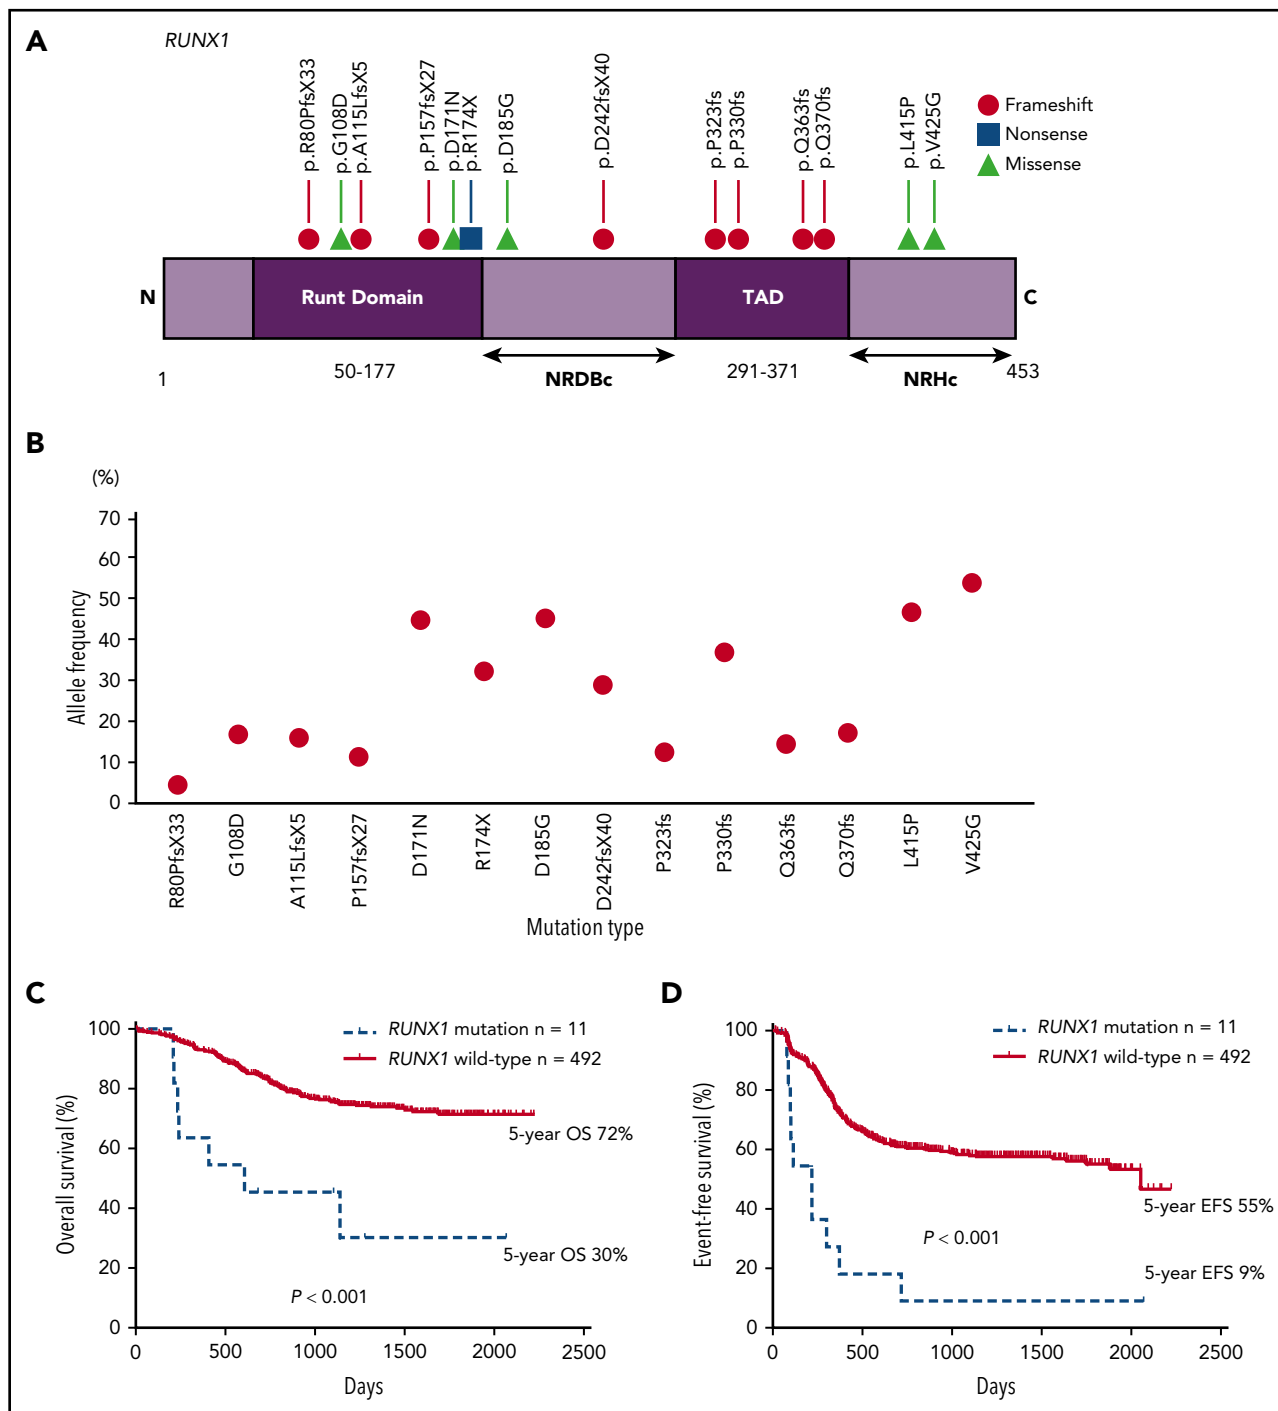 A
RUNX1
p.R80PfsX33
p.G108D
p.A115LfsX5
p.P157fsX27
p.D171N
p.R174X
p.D185G
p.D242fsX40
p.P323fs
p.P330fs
p.Q363fs
p.Q370fs
p.L415P
p.V425G
Frameshift
Nonsense
Missense
N
Runt Domain
TAD
C
1
50-177
NRDBc
291-371
NRHc
453
B
(%)
70
60
50
40
30
20
10
0
Allele frequency
R80PfsX33
G108D
A115LfsX5
P157fsX27
D171N
R174X
D185G
D242fsX40
P323fs
P330fs
Q363fs
Q370fs
L415P
V425G
Mutation type
C
RUNX1 mutation n = 11
RUNX1 wild-type n = 492
100
80
60
40
20
0
Overall survival (%)
5-year OS 72%
5-year OS 30%
P < 0.001
0
500
1000
1500
2000
2500
Days
D
RUNX1 mutation n = 11
RUNX1 wild-type n = 492
100
80
60
40
20
0
Event-free survival (%)
5-year EFS 55%
P < 0.001
5-year EFS 9%
0
500
1000
1500
2000
2500
Days